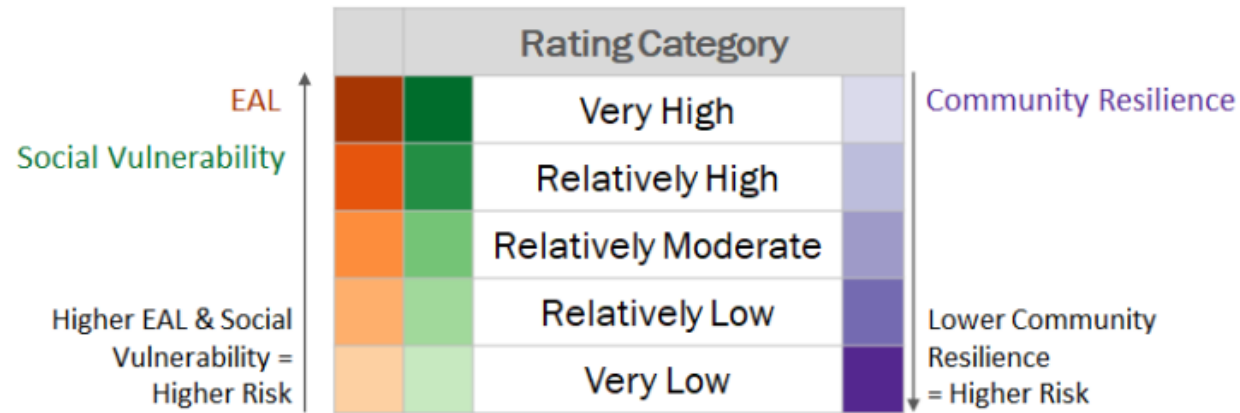 Rating Category
EAL
Social Vulnerability
Higher EAL & Social
Vulnerability =
Higher Risk
Very High
Relatively High
Relatively Moderate
Relatively Low
Very Low
Community Resilience
Lower Community
Resilience
= Higher Risk